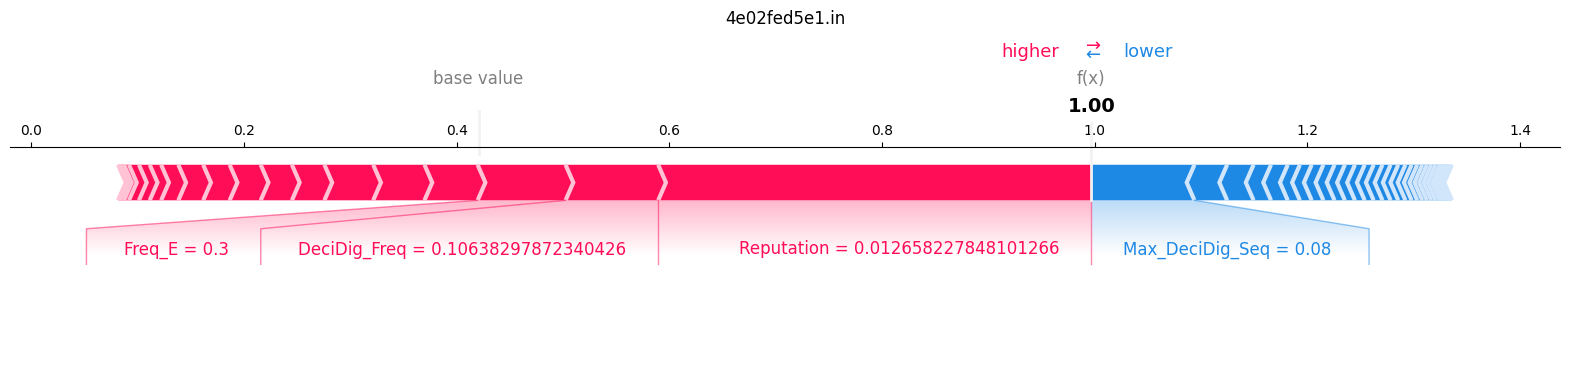 4e02fed5e1.in
higher → ← lower
base value f(x)
1.00
0.0 0.2 0.4 0.6 0.8 1.0 1.2 1.4
Freq_E = 0.3 DeciDig_Freq = 0.10638297872340426 Reputation = 0.012658227848101266 Max_DeciDig_Seq = 0.08